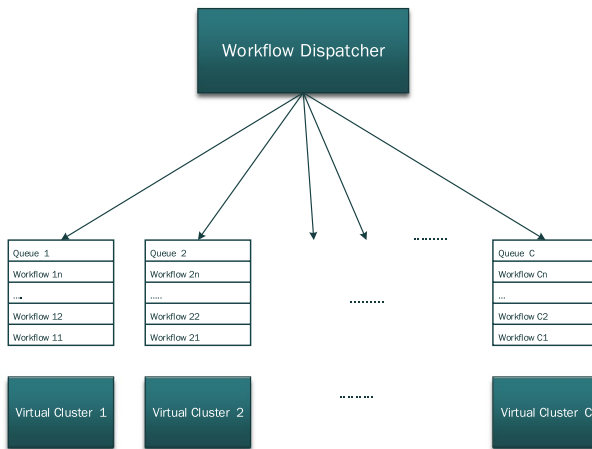 Workflow Dispatcher
........
Queue 1
Workflow 1n
....
Workflow 12
Workflow 11
Queue 2
Workflow 2n
.....
Workflow 22
Workflow 21
.........
Queue C
Workflow Cn
...
Workflow C2
Workflow C1
........
Virtual Cluster 1
Virtual Cluster 2
Virtual Cluster C